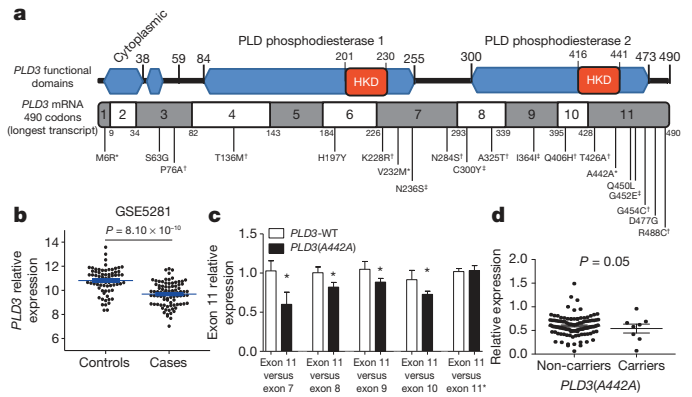 a
Cytoplasmic
PLD phosphodiesterase 1
PLD phosphodiesterase 2
38 59 84 201 230 255 300 416 441 473 490
PLD3 functional
domains
HKD
HKD
PLD3 mRNA
490 codons
(longest transcript)
1 2 3 4 5 6 7 8 9 10 11
9 34 82 143 184 226 293 339 395 428 490
M6R*
S63G
P76A†
T136M†
H197Y
K228R†
V232M*
N236S‡
N284S†
C300Y‡
A325T†
I364I‡
Q406H†
T426A†
A442A*
Q450L
G452E‡
G454C†
D477G
R488C†
b
GSE5281
P = 8.10 × 10⁻¹⁰
PLD3 relative
expression
14
12
10
8
6
Controls Cases
c
PLD3-WT
PLD3(A442A)
Exon 11 relative
expression
1.5
1.0
0.5
0.0
* * * *
Exon 11 Exon 11 Exon 11 Exon 11 Exon 11
versus versus versus versus versus
exon 7 exon 8 exon 9 exon 10 exon 11*
d
P = 0.05
Relative expression
2.0
1.5
1.0
0.5
0.0
Non-carriers Carriers
PLD3(A442A)